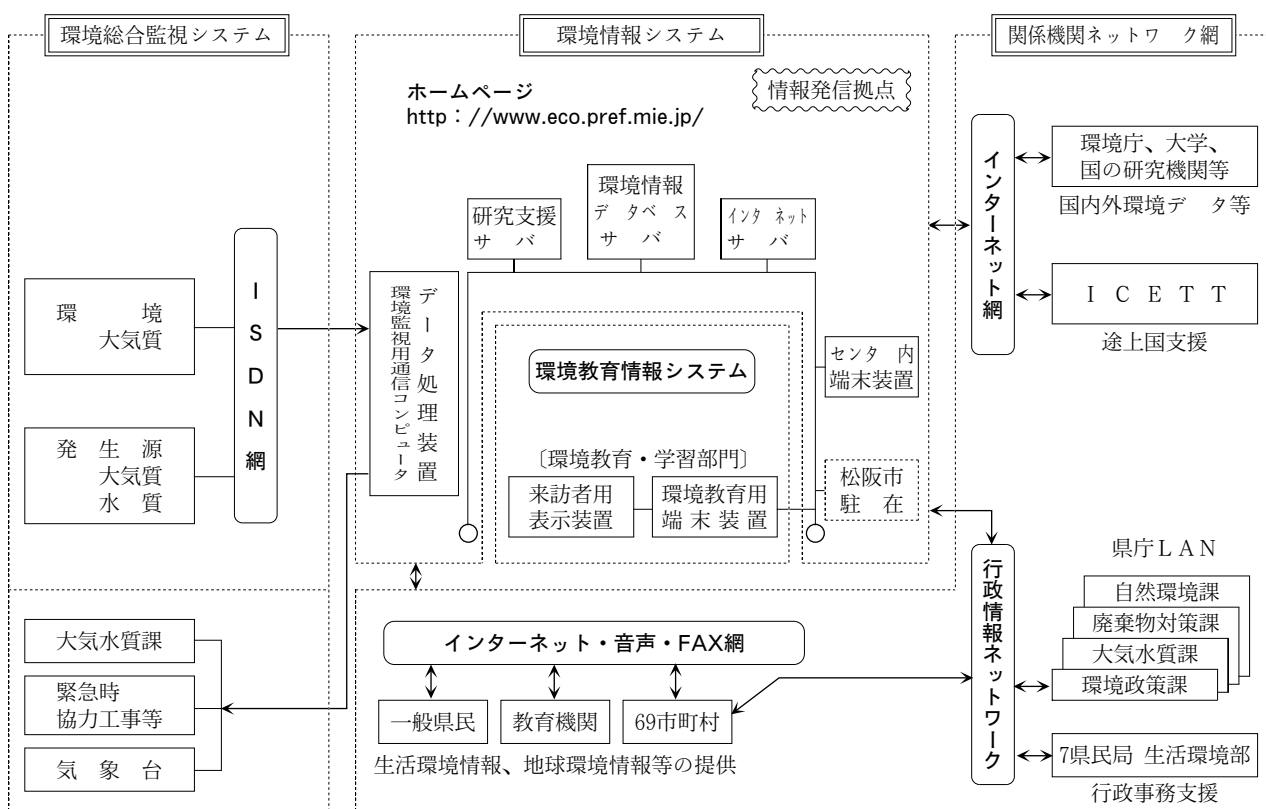 環境総合監視システム
環境情報システム
関係機関ネットワ　ク網
ホームページ
http：//www.eco.pref.mie.jp/
情報発信拠点
環境　　　大気質
発　生　源
大気質
水　質
ISDN網
データ処理装置
環境監視用通信コンピュータ
研究支援
サ　バ
環境情報
デ　タベ　ス
サ　　バ
インタ　ネット
サ　　バ
環境教育情報システム
センタ　内
端末装置
〔環境教育・学習部門〕
来訪者用
表示装置
環境教育用
端 末 装 置
松阪市
駐　在
インターネット網
環境庁、大学、
国の研究機関等
国内外環境デ　タ等
Ｉ Ｃ Ｅ Ｔ Ｔ
途上国支援
大気水質課
緊急時
協力工事等
気　象　台
インターネット・音声・FAX網
一般県民
教育機関
69市町村
生活環境情報、地球環境情報等の提供
行政情報ネットワーク
県庁ＬＡＮ
自然環境課
廃棄物対策課
大気水質課
環境政策課
7県民局 生活環境部
行政事務支援